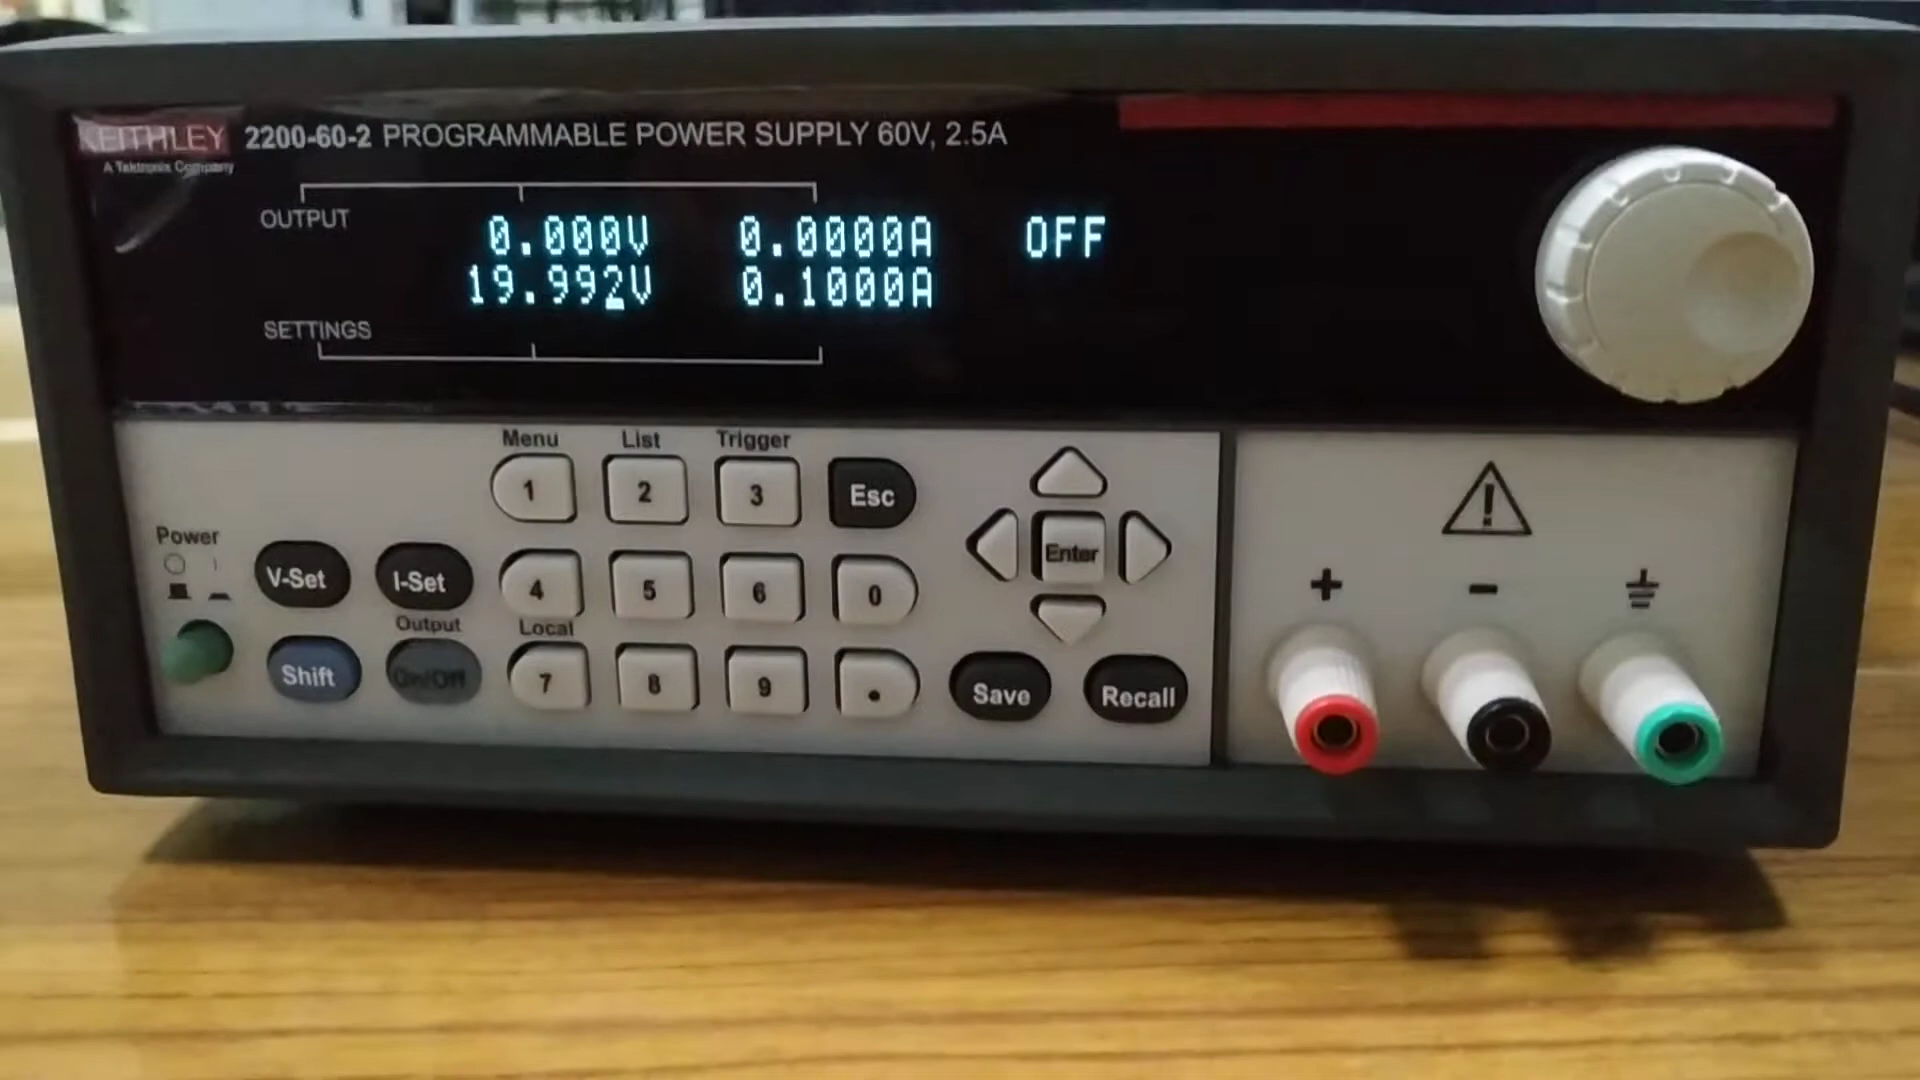 KEITHLEY 2200-60-2 PROGRAMMABLE POWER SUPPLY 60V, 2.5A
A Tektronix Company
OUTPUT 0.000V 0.0000A OFF
19.992V 0.1000A
SETTINGS
Menu List Trigger
1 2 3 Esc
Power
V-Set I-Set 4 5 6 0 Enter
Output Local
Shift On/Off 7 8 9 . Save Recall
+ -